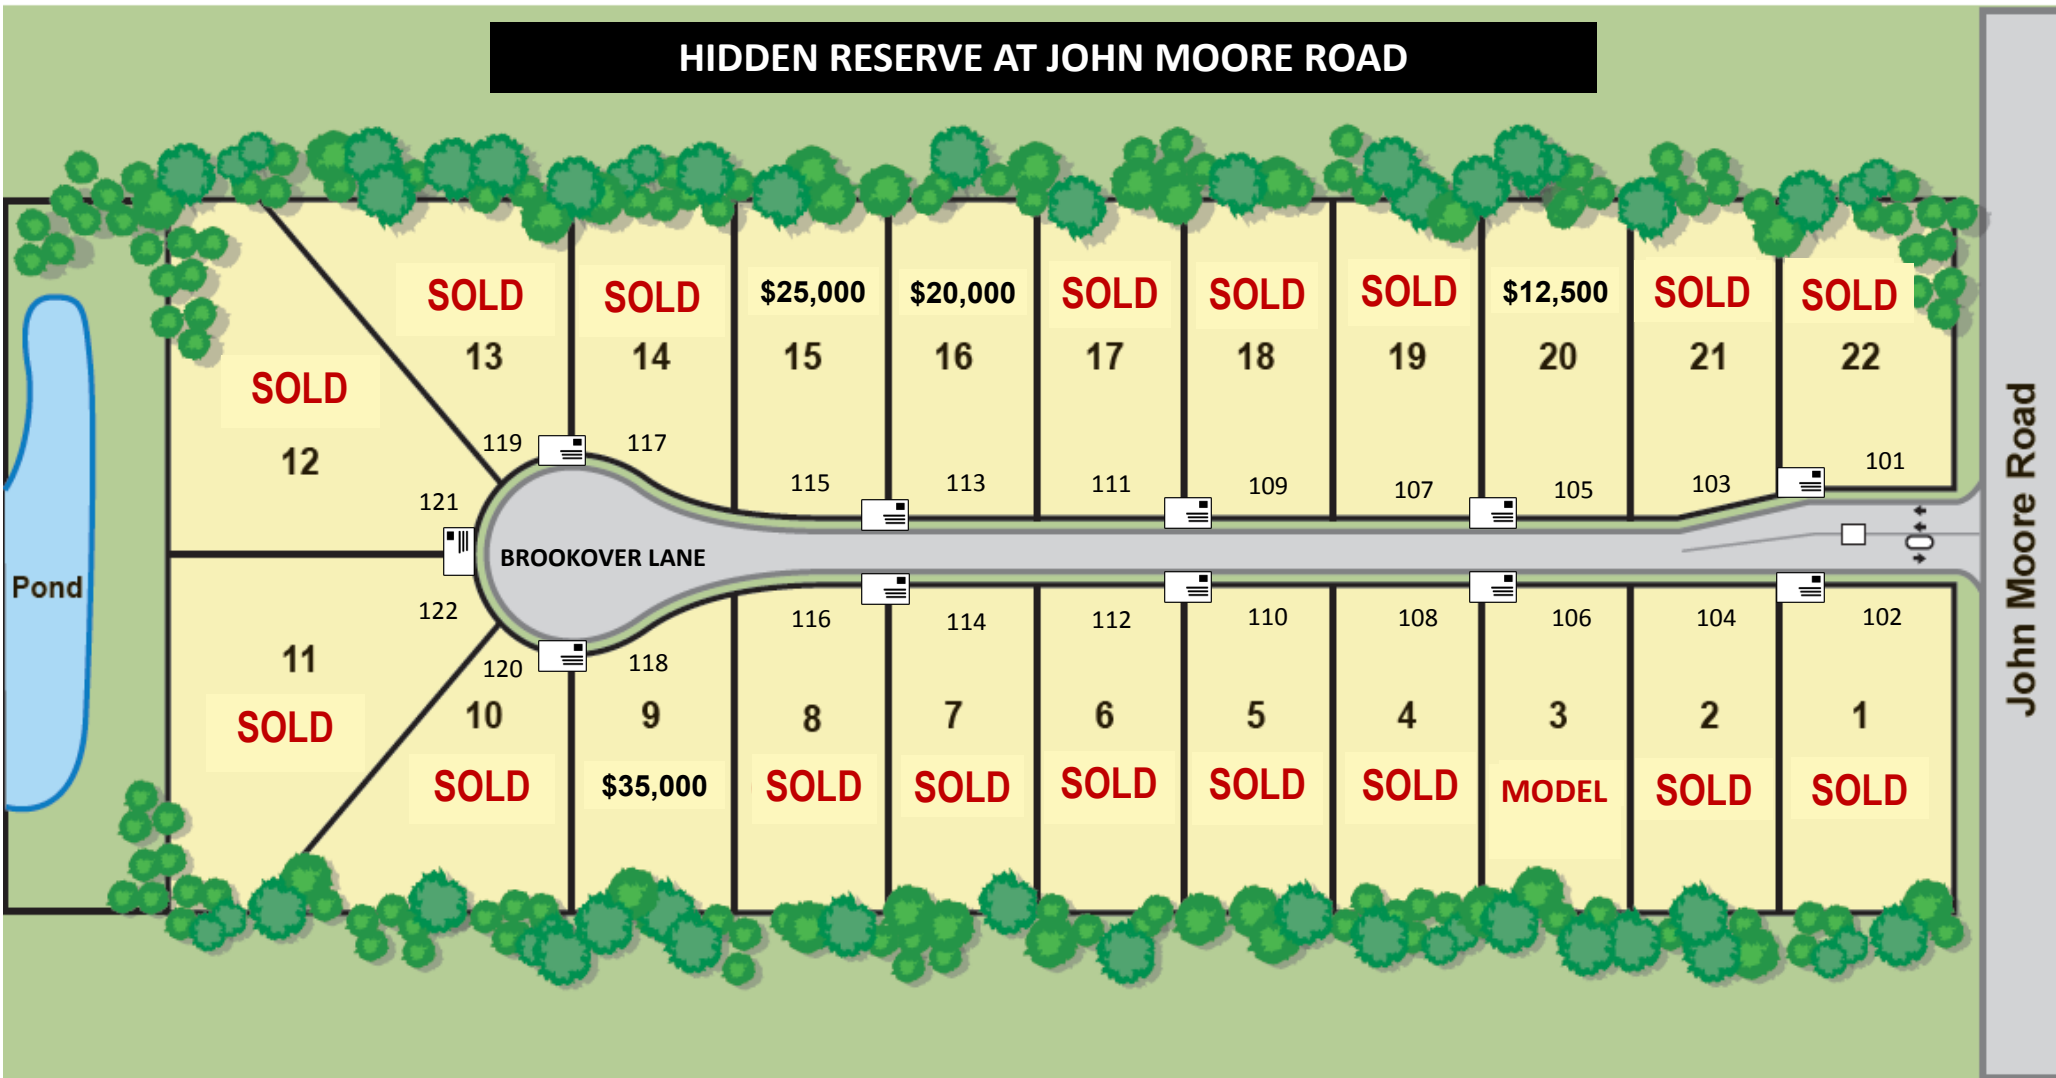 HIDDEN RESERVE AT JOHN MOORE ROAD
SOLD
13
SOLD
14
$25,000
15
$20,000
16
SOLD
17
SOLD
18
SOLD
19
$12,500
20
SOLD
21
SOLD
22
SOLD
12
119
117
115
113
111
109
107
105
103
101
121
BROOKOVER LANE
Pond
John Moore Road
122
120
118
116
114
112
110
108
106
104
102
11
SOLD
10
SOLD
9
$35,000
8
SOLD
7
SOLD
6
SOLD
5
SOLD
4
SOLD
3
MODEL
2
SOLD
1
SOLD